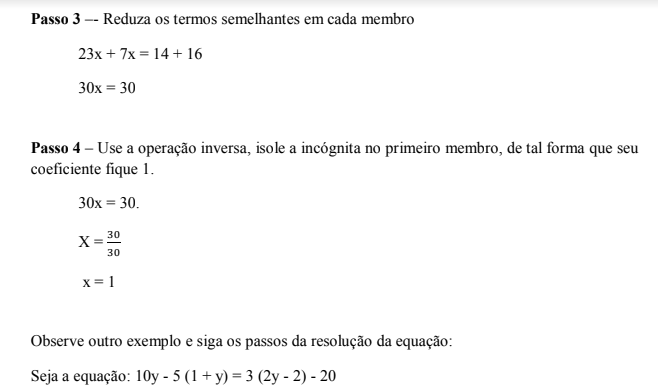 Passo 3 –- Reduza os termos semelhantes em cada membro
23x + 7x = 14 + 16
30x = 30
Passo 4 – Use a operação inversa, isole a incógnita no primeiro membro, de tal forma que seu
coeficiente fique 1.
30x = 30.
X = 30/30
x = 1
Observe outro exemplo e siga os passos da resolução da equação:
Seja a equação: 10y - 5 (1 + y) = 3 (2y - 2) - 20